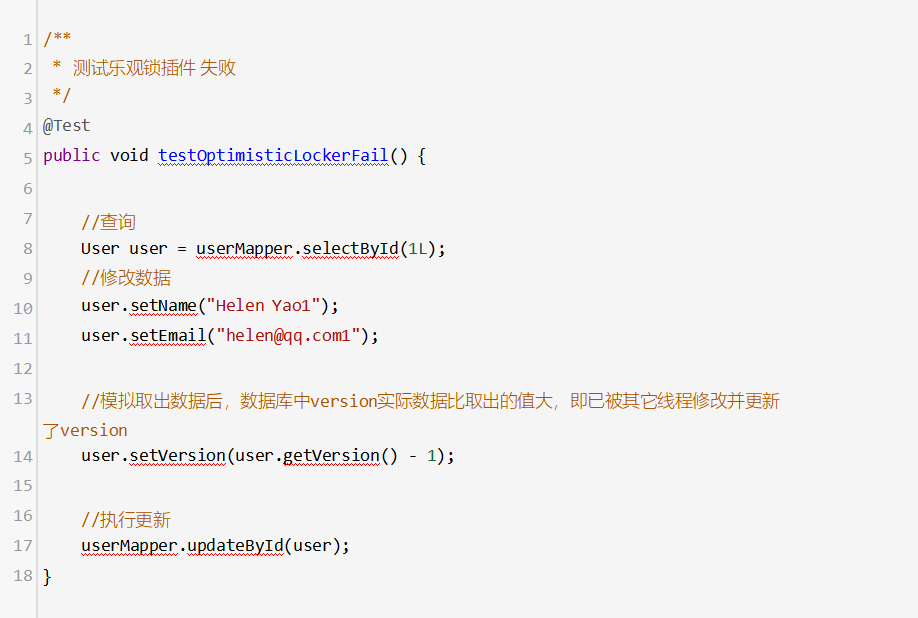 1 /**
2  * 测试乐观锁插件 失败
3  */
4 @Test
5 public void testOptimisticLockerFail() {
6
7     //查询
8     User user = userMapper.selectById(1L);
9     //修改数据
10     user.setName("Helen Yao1");
11     user.setEmail("helen@qq.com1");
12
13     //模拟取出数据后，数据库中version实际数据比取出的值大，即已被其它线程修改并更新
了version
14     user.setVersion(user.getVersion() - 1);
15
16     //执行更新
17     userMapper.updateById(user);
18 }